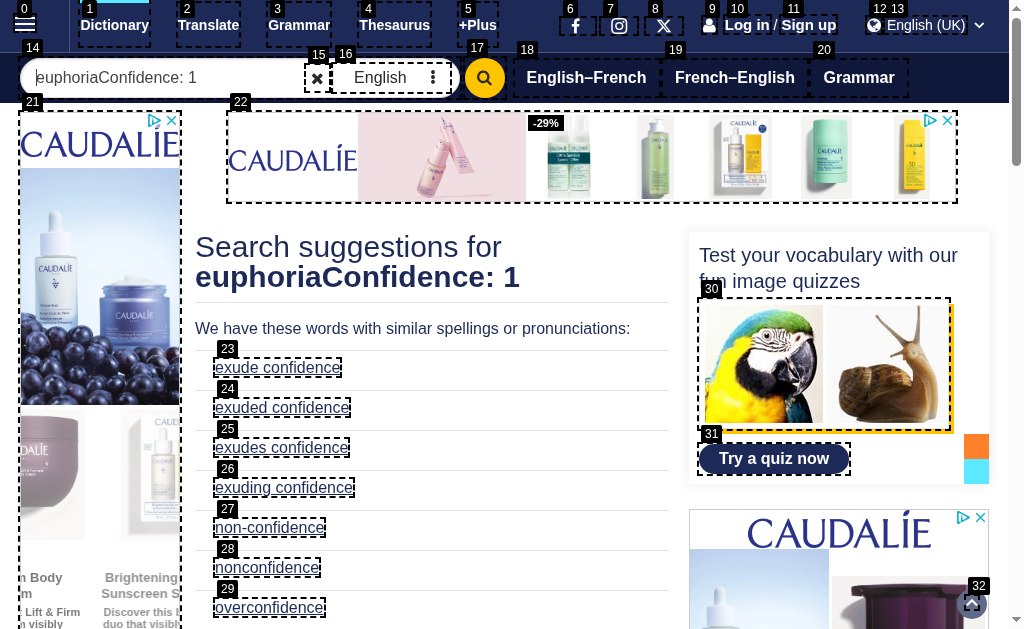 0 1 2 3 4 5 6 7 8 9 10 11 12 13
Dictionary Translate Grammar Thesaurus +Plus Log in / Sign up English (UK)
14 15 16 17 18 19 20
euphoriaConfidence: 1 English English–French French–English Grammar
21 22
CAUDALIE
CAUDALIE
-29%
Search suggestions for
euphoriaConfidence: 1
We have these words with similar spellings or pronunciations:
23
exude confidence
24
exuded confidence
25
exudes confidence
26
exuding confidence
27
non-confidence
28
nonconfidence
29
overconfidence
Test your vocabulary with our
fun image quizzes
30
31
Try a quiz now
CAUDALIE
32
CAUDALIE
CAUDALIE
Body
Brightening
Sunscreen S
Lift & Firm
visibly
Discover this
duo that visibl